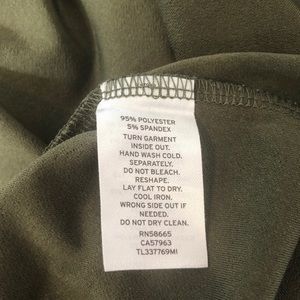 95% POLYESTER
5% SPANDEX
TURN GARMENT
INSIDE OUT.
HAND WASH COLD.
SEPARATELY.
DO NOT BLEACH.
RESHAPE.
LAY FLAT TO DRY.
COOL IRON.
WRONG SIDE OUT IF
NEEDED.
DO NOT DRY CLEAN.
RN58665
CA57963
TL337769MI